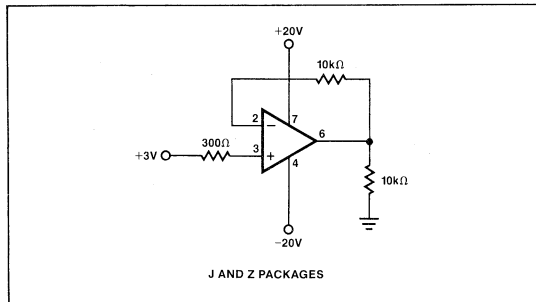 +20V
10kΩ
2
7
−
6
300Ω
+3V
3
+
4
10kΩ
−20V
J AND Z PACKAGES